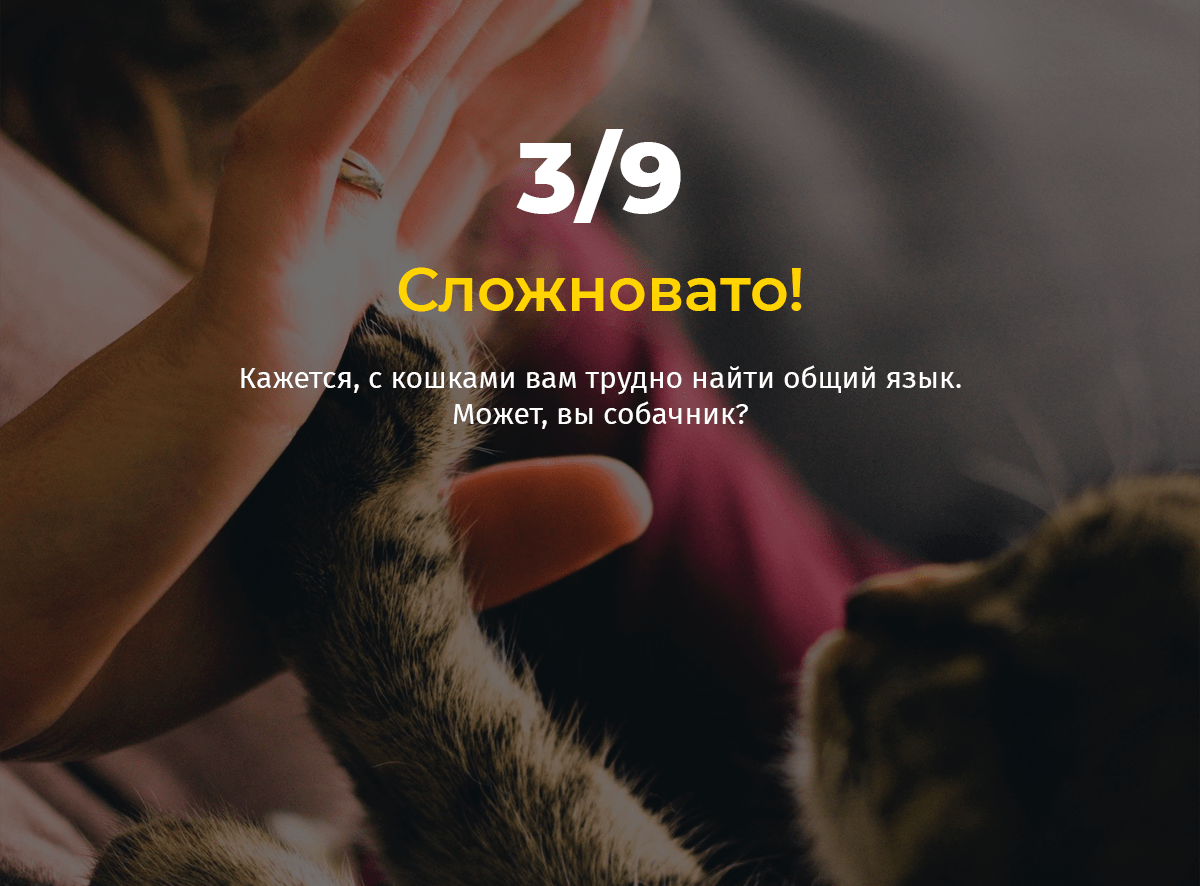 3/9
Сложновато!
Кажется, с кошками вам трудно найти общий язык.
Может, вы собачник?